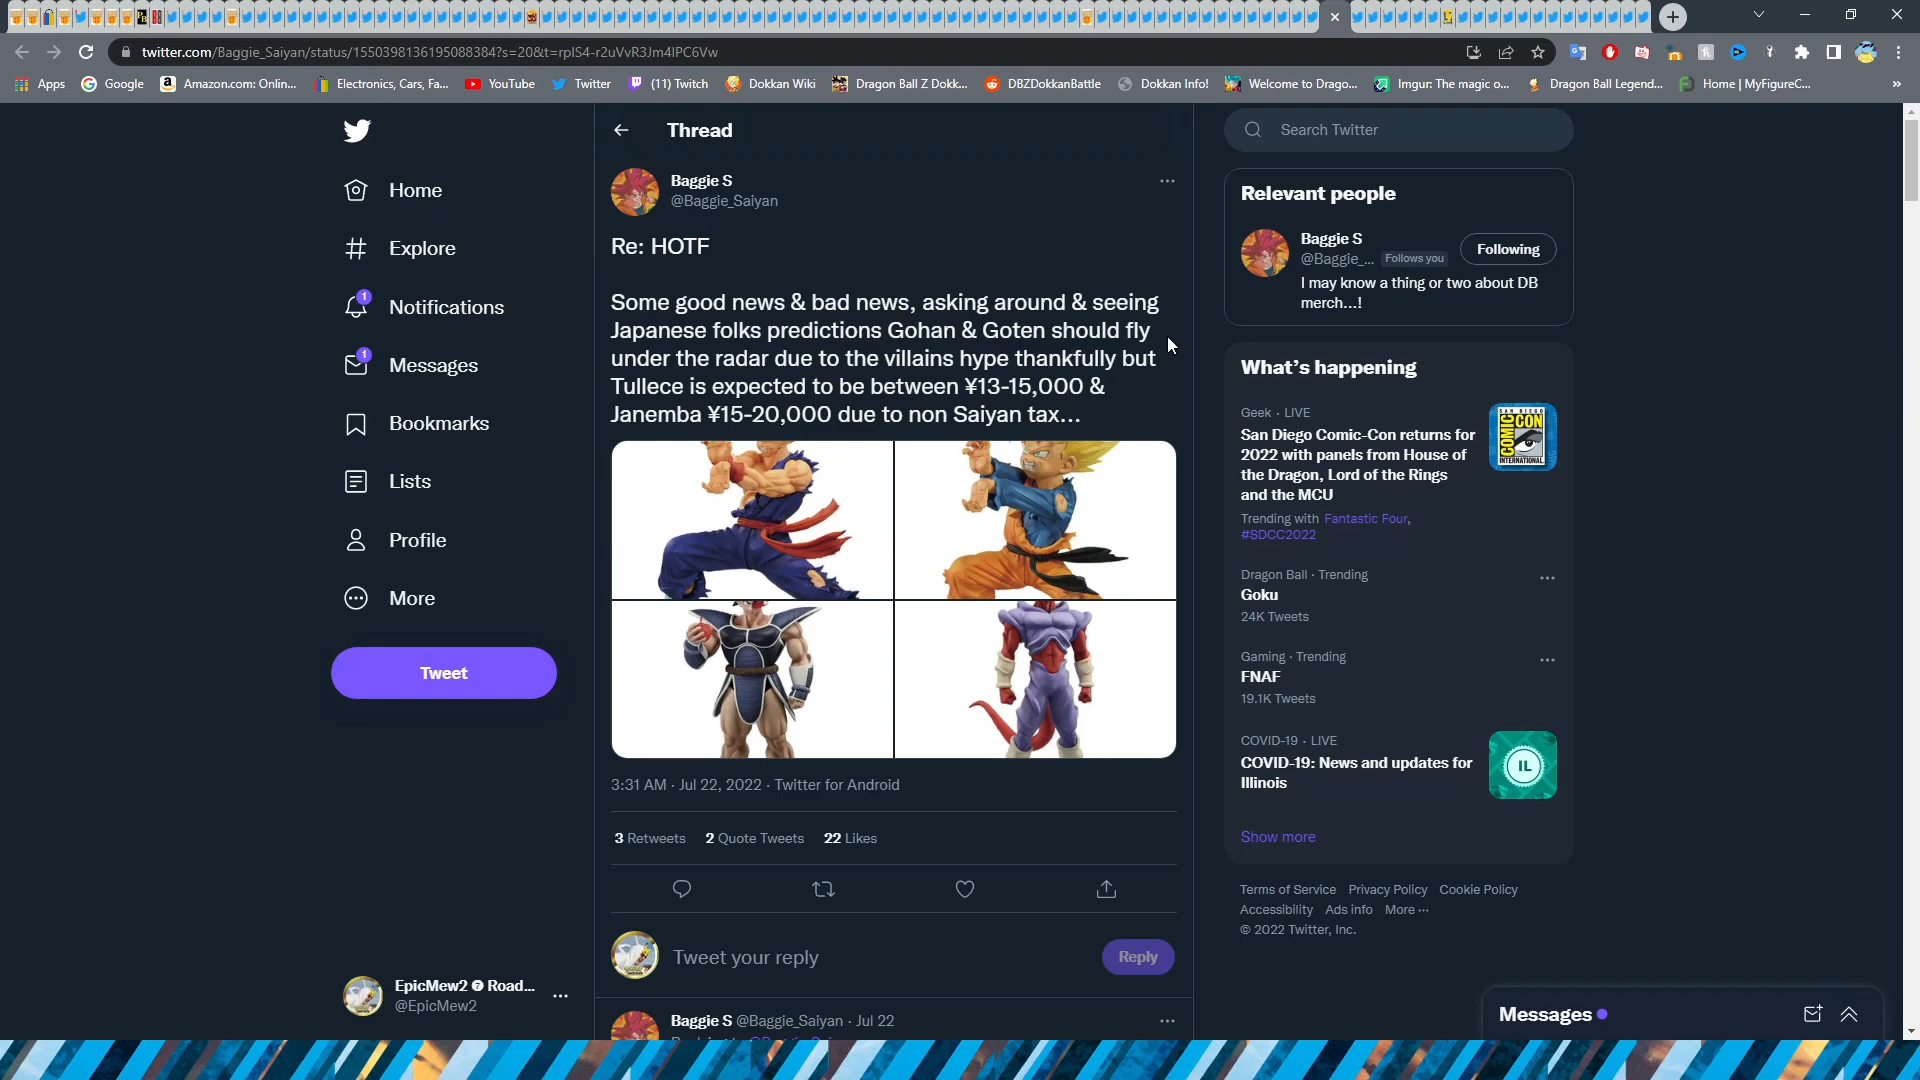 twitter.com/Baggie_Saiyan/status/1550398136195088384?s=20&t=rpIS4-r2uVvR3Jm4IPC6Vw
Apps
Google
Amazon.com: Onlin...
Electronics, Cars, Fa...
YouTube
Twitter
(11) Twitch
Dokkan Wiki
Dragon Ball Z Dokk...
DBZDokkanBattle
Dokkan Info!
Welcome to Drago...
Imgur: The magic o...
Dragon Ball Legend...
Home | MyFigureC...
»
Home
Explore
1
Notifications
1
Messages
Bookmarks
Lists
Profile
More
Tweet
EpicMew2 7 Road...
@EpicMew2
Thread
Baggie S
@Baggie_Saiyan
Re: HOTF
Some good news & bad news, asking around & seeing
Japanese folks predictions Gohan & Goten should fly
under the radar due to the villains hype thankfully but
Tullece is expected to be between ¥13-15,000 &
Janemba ¥15-20,000 due to non Saiyan tax...
3:31 AM · Jul 22, 2022 · Twitter for Android
3 Retweets 2 Quote Tweets 22 Likes
Tweet your reply
Reply
Baggie S @Baggie_Saiyan · Jul 22
Search Twitter
Relevant people
Baggie S
@Baggie_... Follows you
Following
I may know a thing or two about DB
merch...!
What's happening
Geek · LIVE
San Diego Comic-Con returns for
2022 with panels from House of
the Dragon, Lord of the Rings
and the MCU
SAN DIEGO
COMIC
CON
INTERNATIONAL
Trending with Fantastic Four,
#SDCC2022
Dragon Ball · Trending
Goku
24K Tweets
Gaming · Trending
FNAF
19.1K Tweets
COVID-19 · LIVE
COVID-19: News and updates for
Illinois
IL
Show more
Terms of Service Privacy Policy Cookie Policy
Accessibility Ads info More ···
© 2022 Twitter, Inc.
Messages